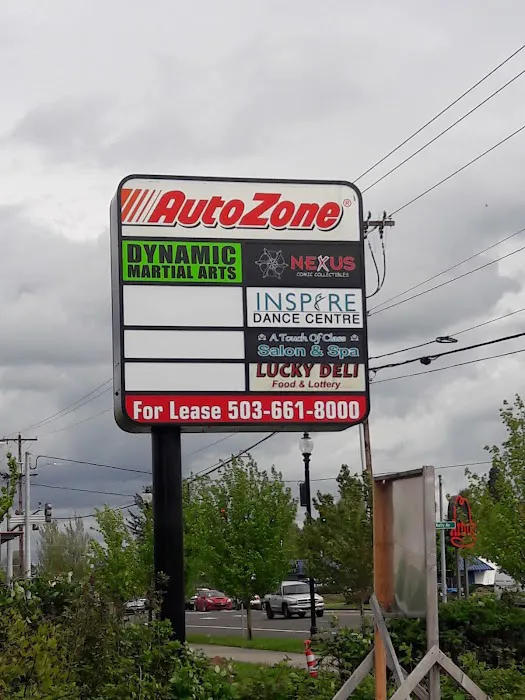 AutoZone®
DYNAMIC
MARTIAL ARTS
NEXUS
COMIC COLLECTIBLES
INSPIRE
DANCE CENTRE
A Touch Of Class
Salon & Spa
LUCKY DELI
Food & Lottery
For Lease 503-661-8000